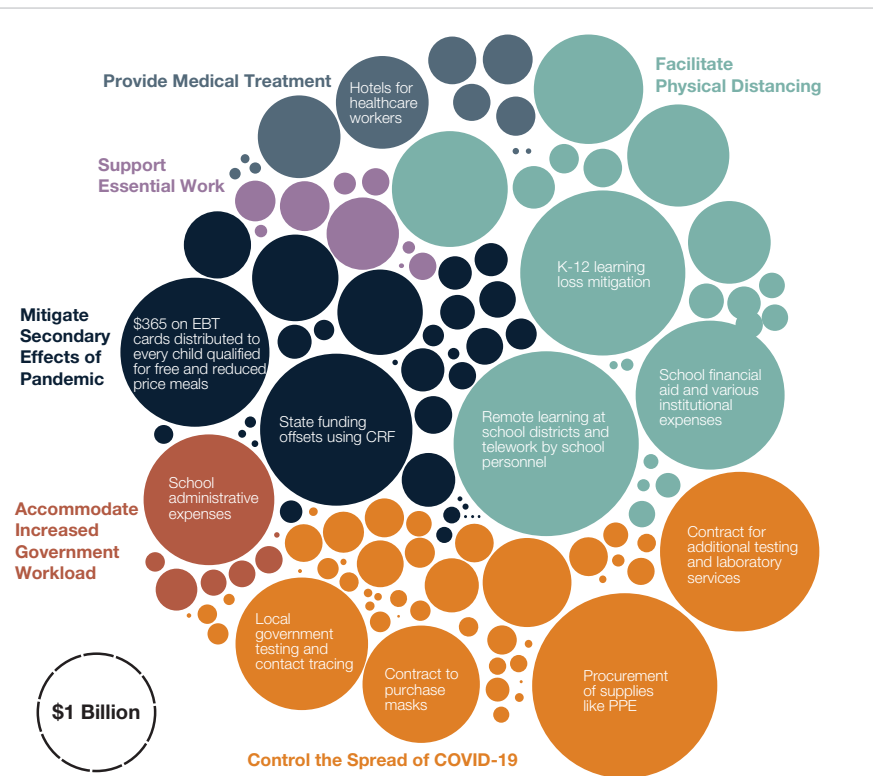 Facilitate
Physical Distancing
Provide Medical Treatment
Hotels for
healthcare
workers
Support
Essential Work
K-12 learning
loss mitigation
Mitigate
Secondary
Effects of
Pandemic
$365 on EBT
cards distributed to
every child qualified
for free and reduced
price meals
School financial
aid and various
institutional
expenses
State funding
offsets using CRF
Remote learning at
school districts and
telework by school
personnel
School
administrative
expenses
Accommodate
Increased
Government
Workload
Contract for
additional testing
and laboratory
services
Local
government
testing and
contact tracing
Contract to
purchase
masks
Procurement
of supplies
like PPE
$1 Billion
Control the Spread of COVID-19